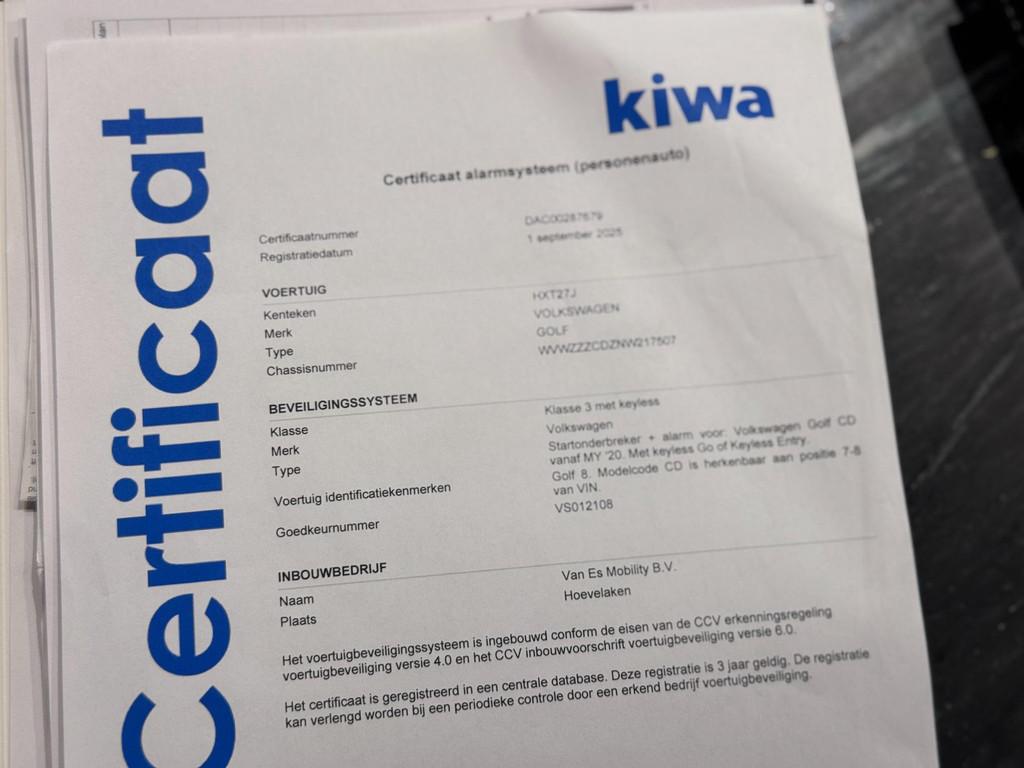 Certificaat
kiwa
Certificaat alarmsysteem (personenauto)
Certificaatnummer DAC00287679
Registratiedatum 1 september 2025
VOERTUIG
Kenteken HXT27J
Merk VOLKSWAGEN
Type GOLF
Chassisnummer WVWZZZCDZNW217507
BEVEILIGINGSSYSTEEM
Klasse Klasse 3 met keyless
Merk Volkswagen
Type Startonderbreker + alarm voor: Volkswagen Golf CD
vanaf MY '20. Met keyless Go of Keyless Entry.
Voertuig identificatiekenmerken Golf 8. Modelcode CD is herkenbaar aan positie 7-8
van VIN.
Goedkeurnummer VS012108
INBOUWBEDRIJF
Naam Van Es Mobility B.V.
Plaats Hoevelaken
Het voertuigbeveiligingssysteem is ingebouwd conform de eisen van de CCV erkenningsregeling
voertuigbeveiliging versie 4.0 en het CCV inbouwvoorschrift voertuigbeveiliging versie 6.0.
Het certificaat is geregistreerd in een centrale database. Deze registratie is 3 jaar geldig. De registratie
kan verlengd worden bij een periodieke controle door een erkend bedrijf voertuigbeveiliging.